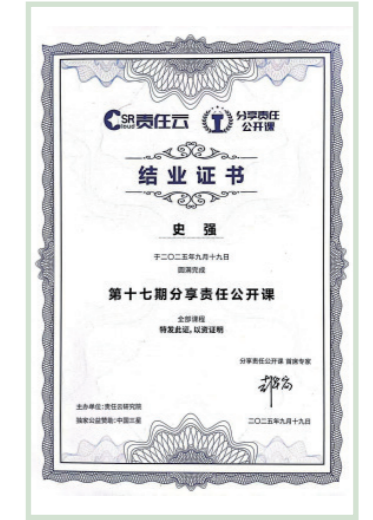 CSR Cloud 责任云 分享责任公开课
结业证书
史 强
于二〇二五年九月十九日
圆满完成
第十七期分享责任公开课
全部课程
特发此证，以资证明
分享责任公开课 首席专家
主办单位：责任云研究院
独家公益赞助：中国三星
二〇二五年九月十九日